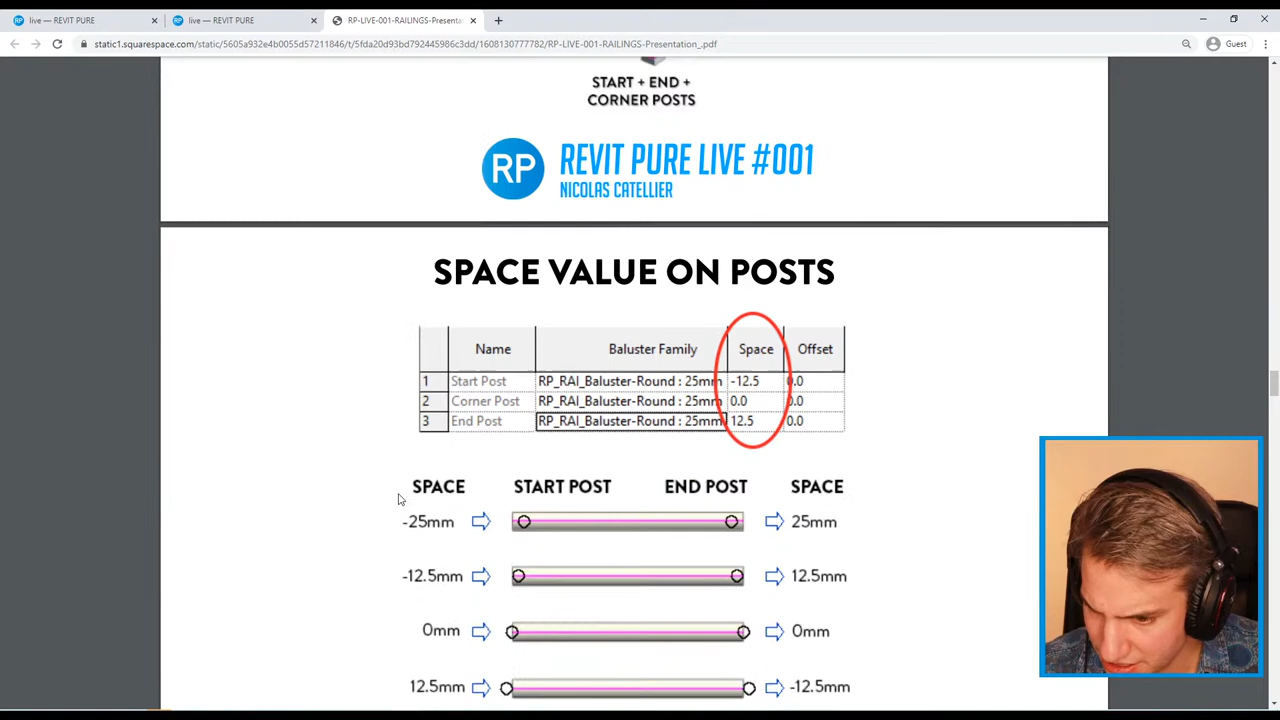 live — REVIT PURE
live — REVIT PURE
RP-LIVE-001-RAILINGS-Presentatio
static1.squarespace.com/static/5605a932e4b0055d57211846/t/5fda20d93bd792445986c3dd/1608130777782/RP-LIVE-001-RAILINGS-Presentation_.pdf
Guest
START + END +
CORNER POSTS
RP
REVIT PURE LIVE #001
NICOLAS CATELLIER
SPACE VALUE ON POSTS
Name Baluster Family Space Offset
1 Start Post RP_RAI_Baluster-Round : 25mm -12.5 0.0
2 Corner Post RP_RAI_Baluster-Round : 25mm 0.0 0.0
3 End Post RP_RAI_Baluster-Round : 25mm 12.5 0.0
SPACE START POST END POST SPACE
-25mm 25mm
-12.5mm 12.5mm
0mm 0mm
12.5mm -12.5mm